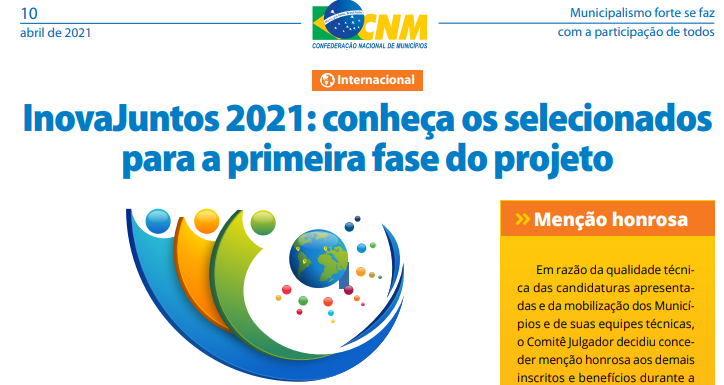 10
abril de 2021
CNM
CONFEDERAÇÃO NACIONAL DE MUNICÍPIOS
Municipalismo forte se faz
com a participação de todos
Internacional
InovaJuntos 2021: conheça os selecionados
para a primeira fase do projeto
Menção honrosa
Em razão da qualidade técni-
ca das candidaturas apresenta-
das e da mobilização dos Municí-
pios e de suas equipes técnicas,
o Comitê Julgador decidiu conce-
der menção honrosa aos demais
inscritos e benefícios durante a